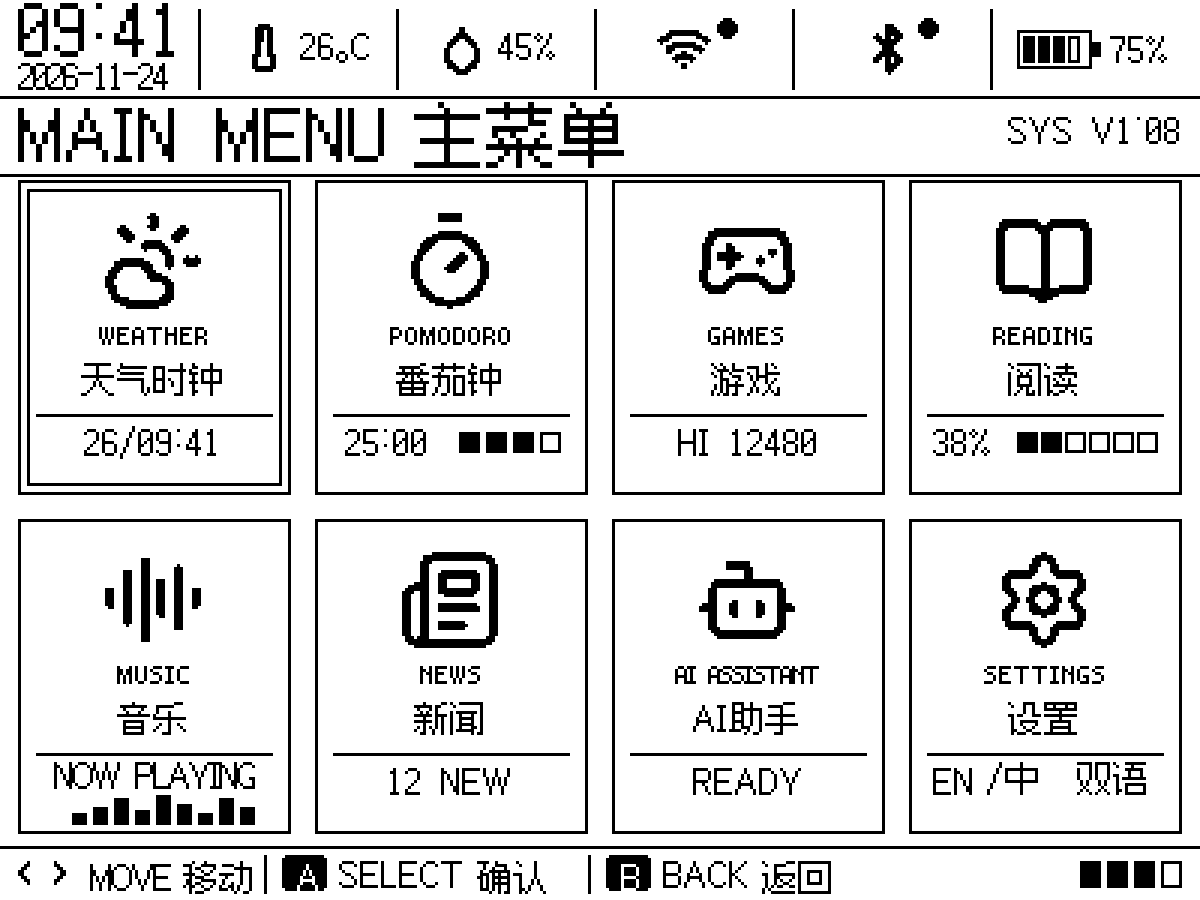 09:41 26°C 45% 75%
2026-11-24
MAIN MENU 主菜单 SYS V1.08
WEATHER
天气时钟
26/09:41
POMODORO
番茄钟
25:00
GAMES
游戏
HI 12480
READING
阅读
38%
MUSIC
音乐
NOW PLAYING
NEWS
新闻
12 NEW
AI ASSISTANT
AI助手
READY
SETTINGS
设置
EN /中 双语
< > MOVE 移动 A SELECT 确认 B BACK 返回